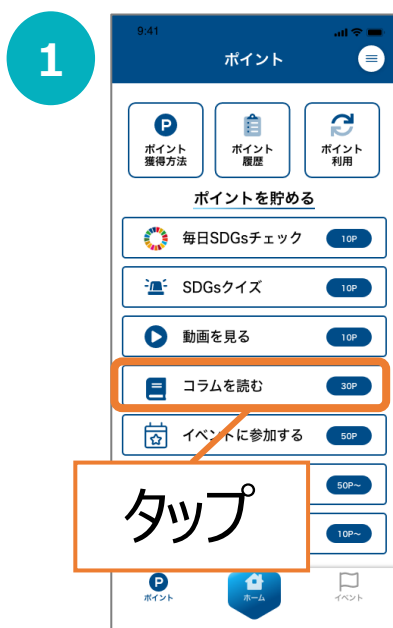 1
9:41
ポイント
ポイント
獲得方法
ポイント
履歴
ポイント
利用
ポイントを貯める
毎日SDGsチェック 10P
SDGsクイズ 10P
動画を見る 10P
コラムを読む 30P
イベントに参加する 50P
50P~
10P~
タップ
ポイント
ホーム
イベント